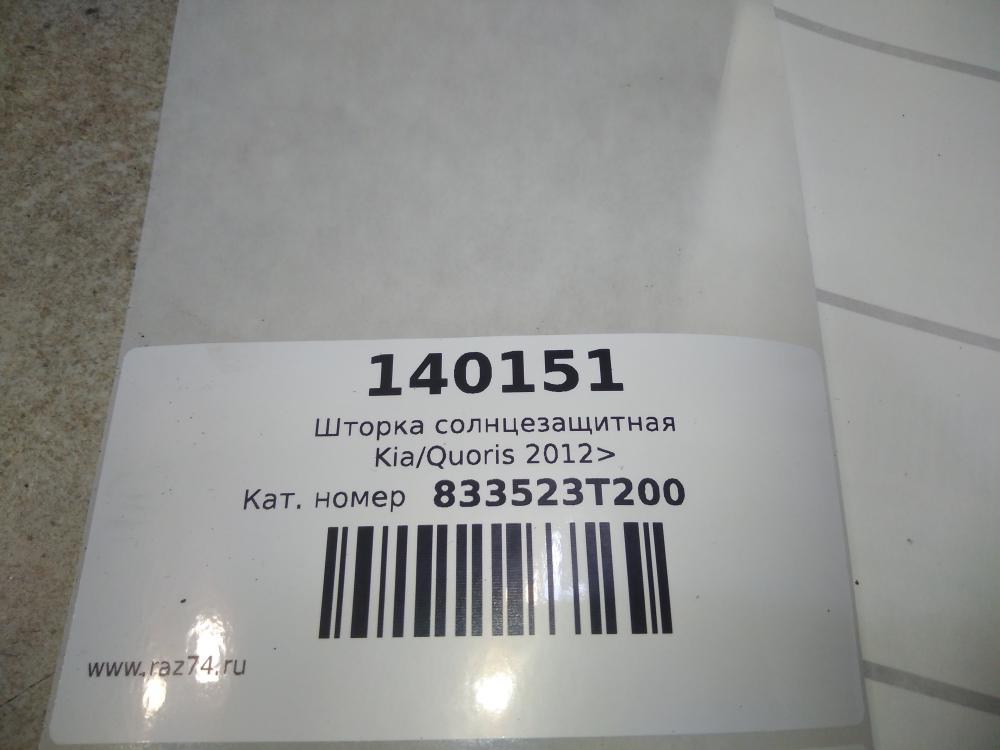 140151
Шторка солнцезащитная
Kia/Quoris 2012>
Кат. номер 833523T200
www.raz74.ru